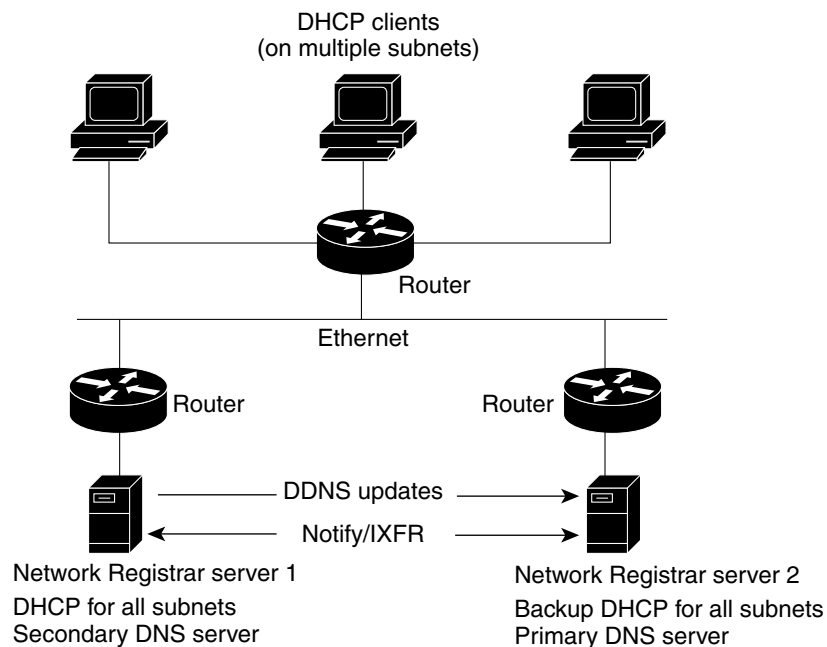 DHCP clients
(on multiple subnets)
Router
Ethernet
Router
Router
DDNS updates
Notify/IXFR
Network Registrar server 1
DHCP for all subnets
Secondary DNS server
Network Registrar server 2
Backup DHCP for all subnets
Primary DNS server